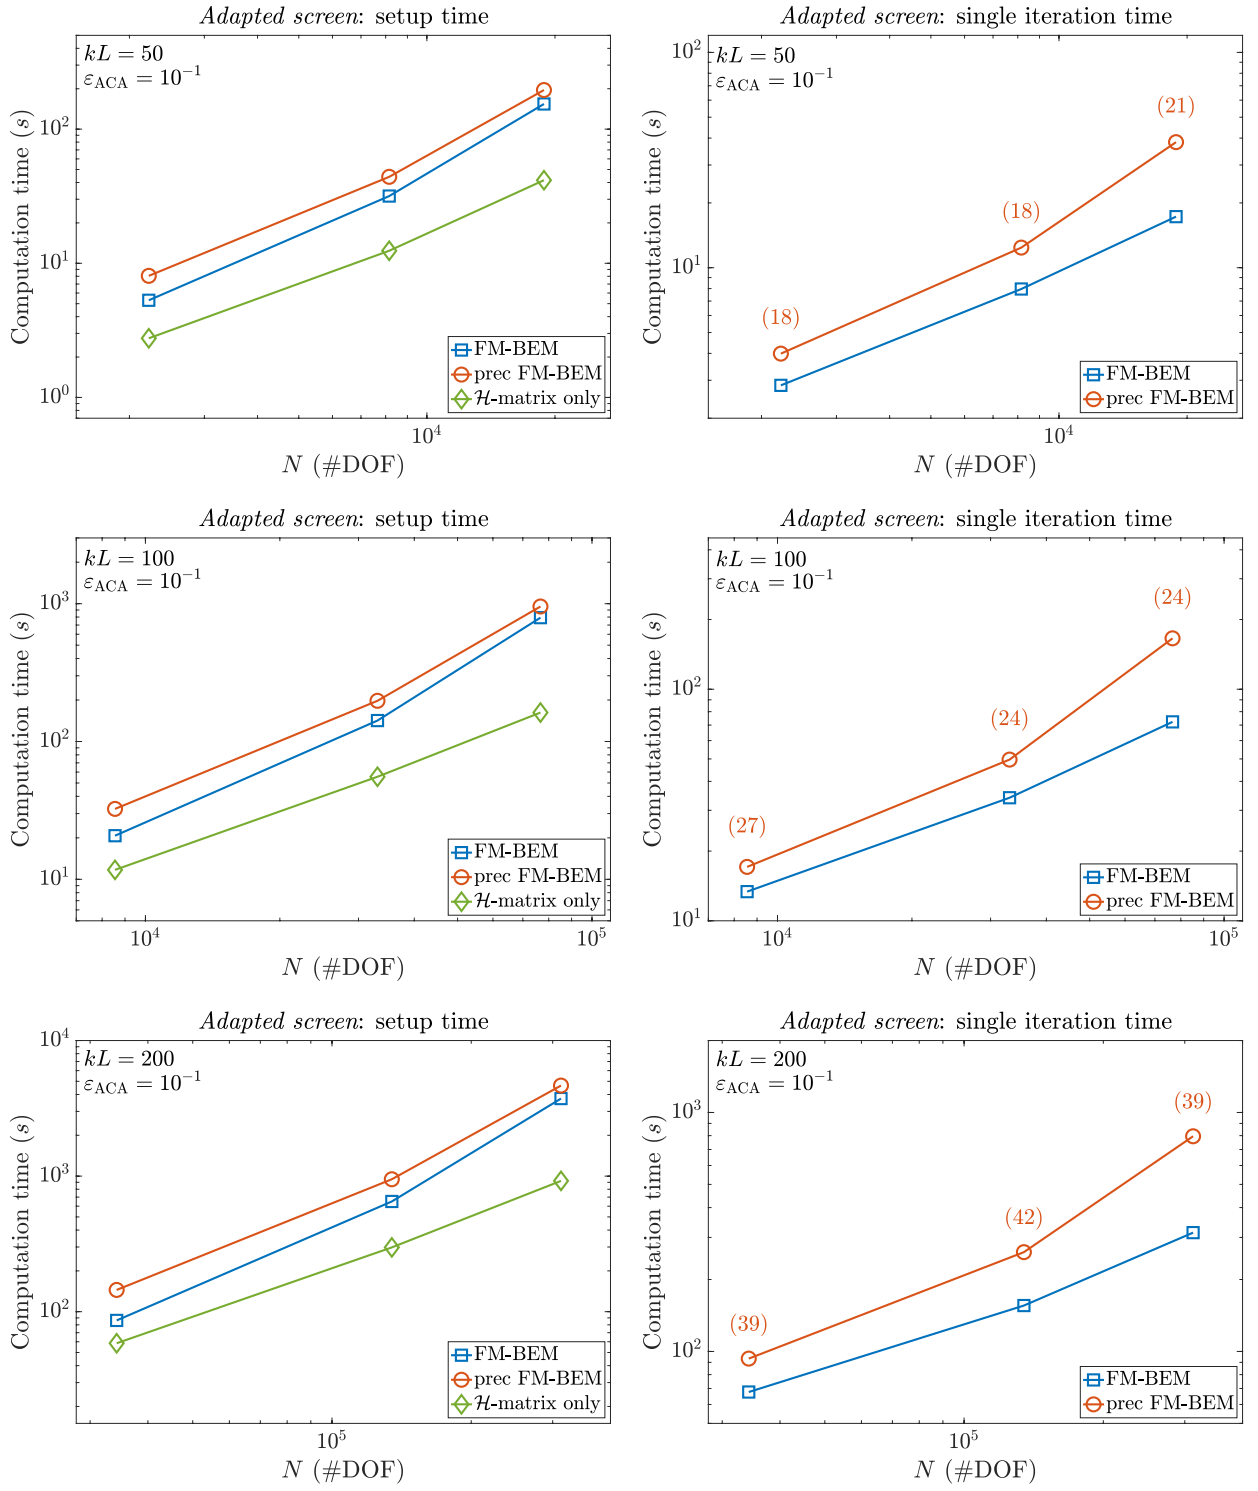 Adapted screen: setup time
kL = 50
ε_ACA = 10^-1
Computation time (s)
10^2
10^1
10^0
10^4
N (#DOF)
FM-BEM
prec FM-BEM
ℋ-matrix only
Adapted screen: single iteration time
kL = 50
ε_ACA = 10^-1
Computation time (s)
10^2
10^1
(18)
(18)
(21)
10^4
N (#DOF)
FM-BEM
prec FM-BEM
Adapted screen: setup time
kL = 100
ε_ACA = 10^-1
Computation time (s)
10^3
10^2
10^1
10^4
10^5
N (#DOF)
FM-BEM
prec FM-BEM
ℋ-matrix only
Adapted screen: single iteration time
kL = 100
ε_ACA = 10^-1
Computation time (s)
10^2
10^1
(27)
(24)
(24)
10^4
10^5
N (#DOF)
FM-BEM
prec FM-BEM
Adapted screen: setup time
kL = 200
ε_ACA = 10^-1
Computation time (s)
10^4
10^3
10^2
10^5
N (#DOF)
FM-BEM
prec FM-BEM
ℋ-matrix only
Adapted screen: single iteration time
kL = 200
ε_ACA = 10^-1
Computation time (s)
10^3
10^2
(39)
(42)
(39)
10^5
N (#DOF)
FM-BEM
prec FM-BEM